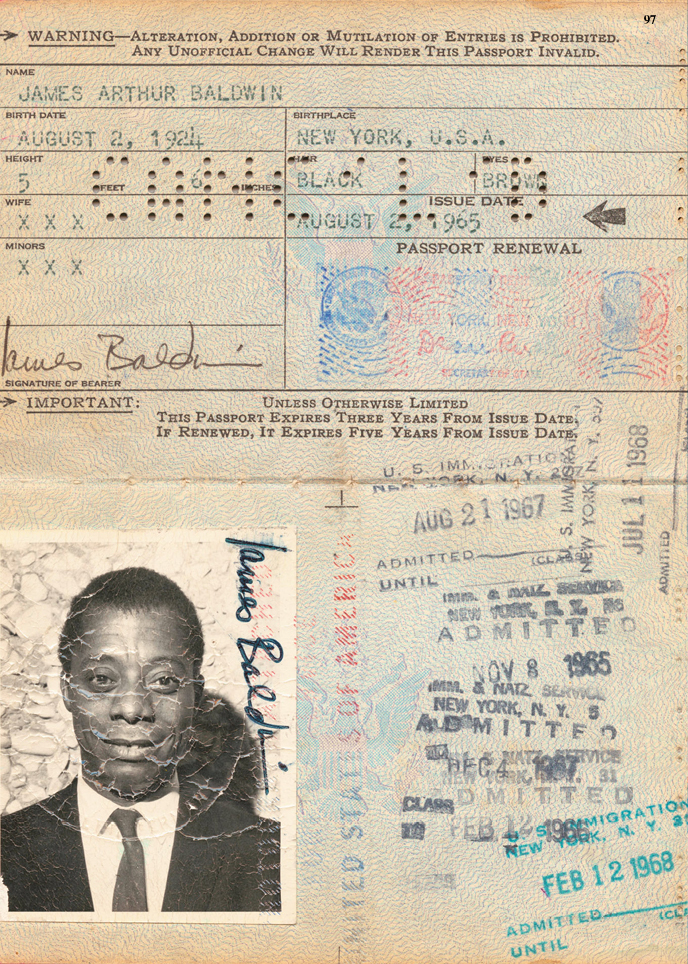 97
WARNING—ALTERATION, ADDITION OR MUTILATION OF ENTRIES IS PROHIBITED.
ANY UNOFFICIAL CHANGE WILL RENDER THIS PASSPORT INVALID.
NAME
JAMES ARTHUR BALDWIN
BIRTH DATE
AUGUST 2, 1924
BIRTHPLACE
NEW YORK, U.S.A.
HEIGHT
5 FEET 6 INCHES
HAIR
BLACK
EYES
BROWN
WIFE
X X X
ISSUE DATE
AUGUST 2, 1965
MINORS
X X X
PASSPORT RENEWAL
James Baldwin
SIGNATURE OF BEARER
IMPORTANT:
UNLESS OTHERWISE LIMITED
THIS PASSPORT EXPIRES THREE YEARS FROM ISSUE DATE.
IF RENEWED, IT EXPIRES FIVE YEARS FROM ISSUE DATE.
U. S. IMMIGRATION
NEW YORK, N. Y.
AUG 21 1967
ADMITTED (CLASS)
UNTIL
U. S. IMMIGRATION
NEW YORK, N. Y.
JUL 11 1968
ADMITTED
James Baldwin
UNITED STATES OF AMERICA
IMM. & NATZ. SERVICE
NEW YORK, N. Y.
ADMITTED
NOV 8 1965
IMM. & NATZ. SERVICE
NEW YORK, N. Y. 5
ADMITTED
DEC 4 1967
& NATZ SERVICE
NEW YORK, 31
ADMITTED
CLASS
FEB 12 1966
U. S. IMMIGRATION
NEW YORK, N. Y.
FEB 12 1968
ADMITTED
UNTIL